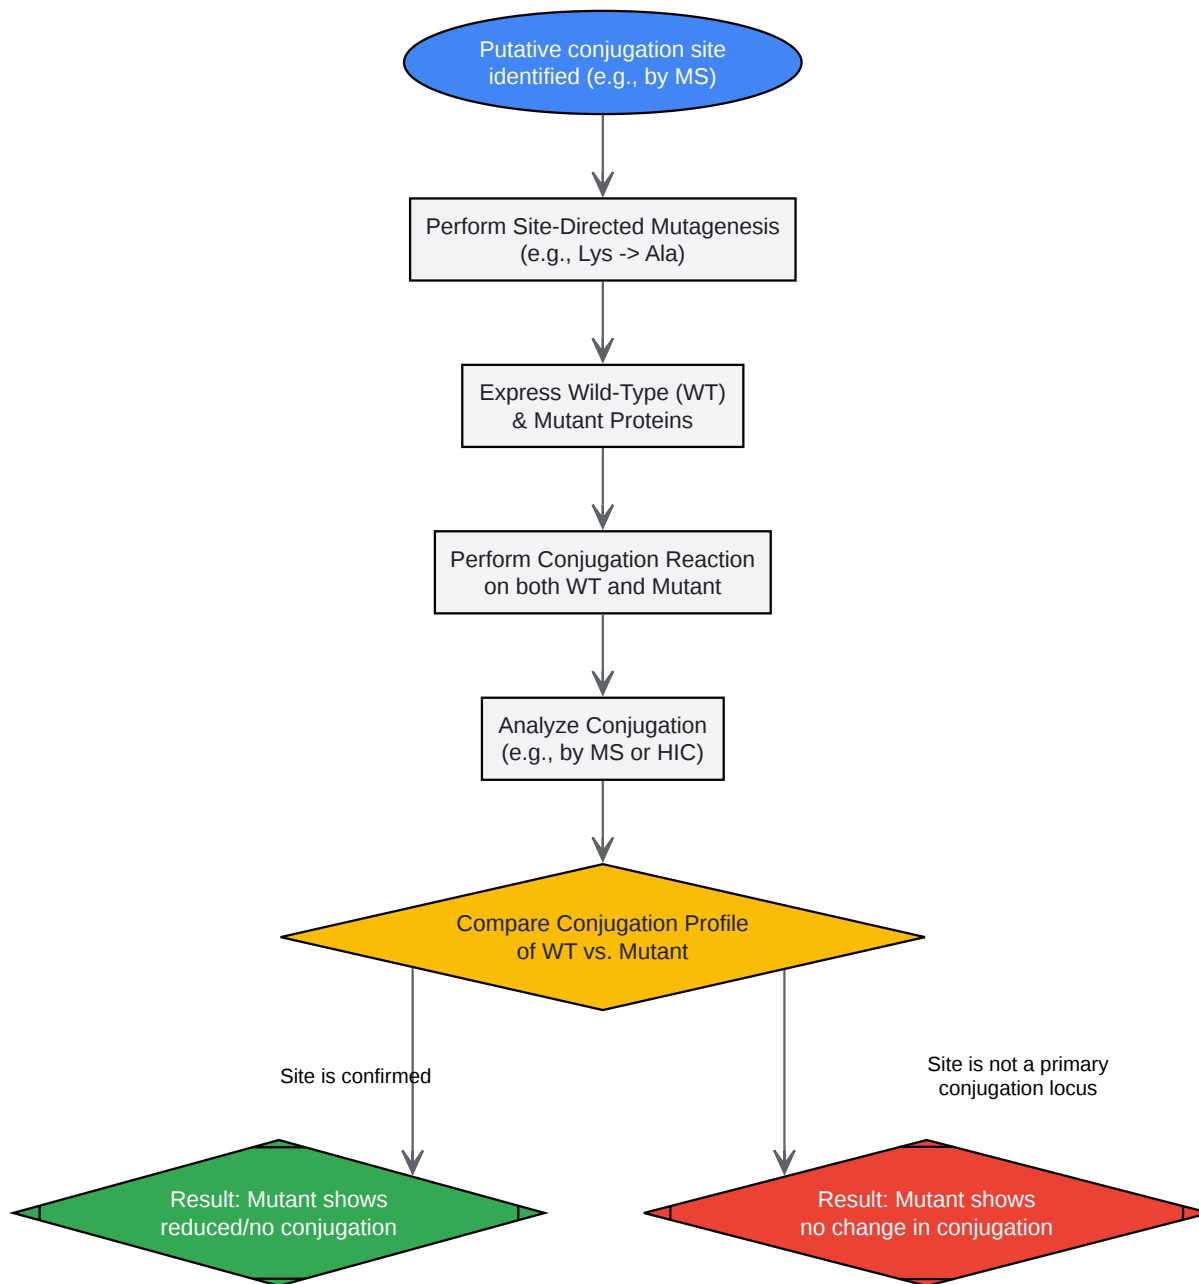 Putative conjugation site
identified (e.g., by MS)
Perform Site-Directed Mutagenesis
(e.g., Lys -> Ala)
Express Wild-Type (WT)
& Mutant Proteins
Perform Conjugation Reaction
on both WT and Mutant
Analyze Conjugation
(e.g., by MS or HIC)
Compare Conjugation Profile
of WT vs. Mutant
Site is confirmed
Site is not a primary
conjugation locus
Result: Mutant shows
reduced/no conjugation
Result: Mutant shows
no change in conjugation